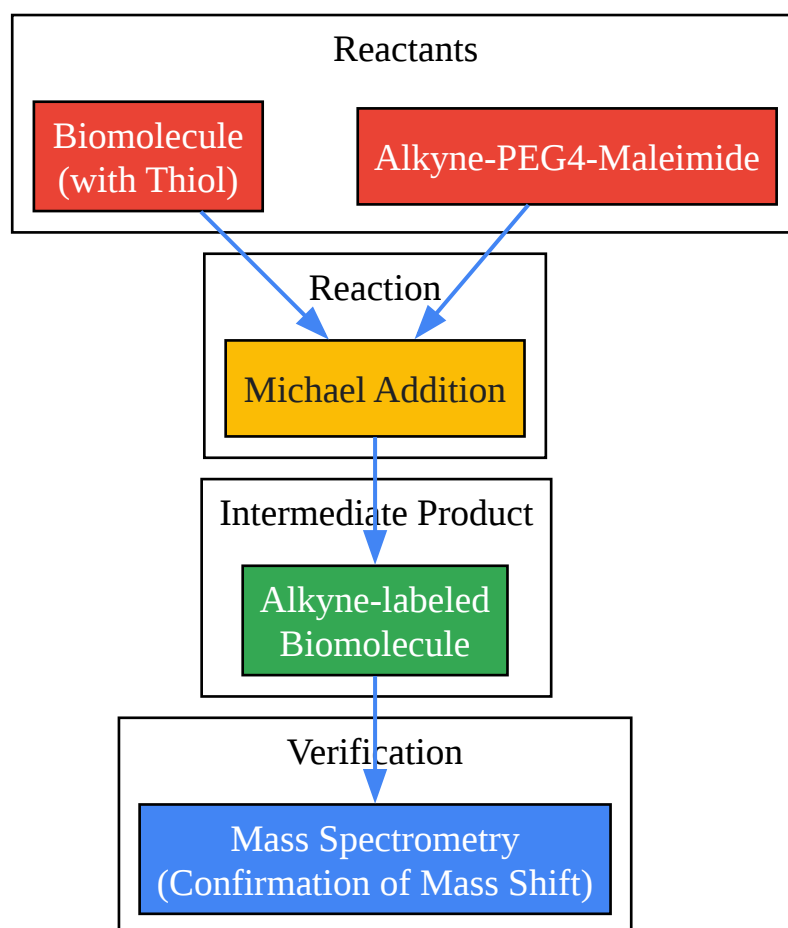 Reactants
Biomolecule
(with Thiol)
Alkyne-PEG4-Maleimide
Reaction
Michael Addition
Intermediate Product
Alkyne-labeled
Biomolecule
Verification
Mass Spectrometry
(Confirmation of Mass Shift)